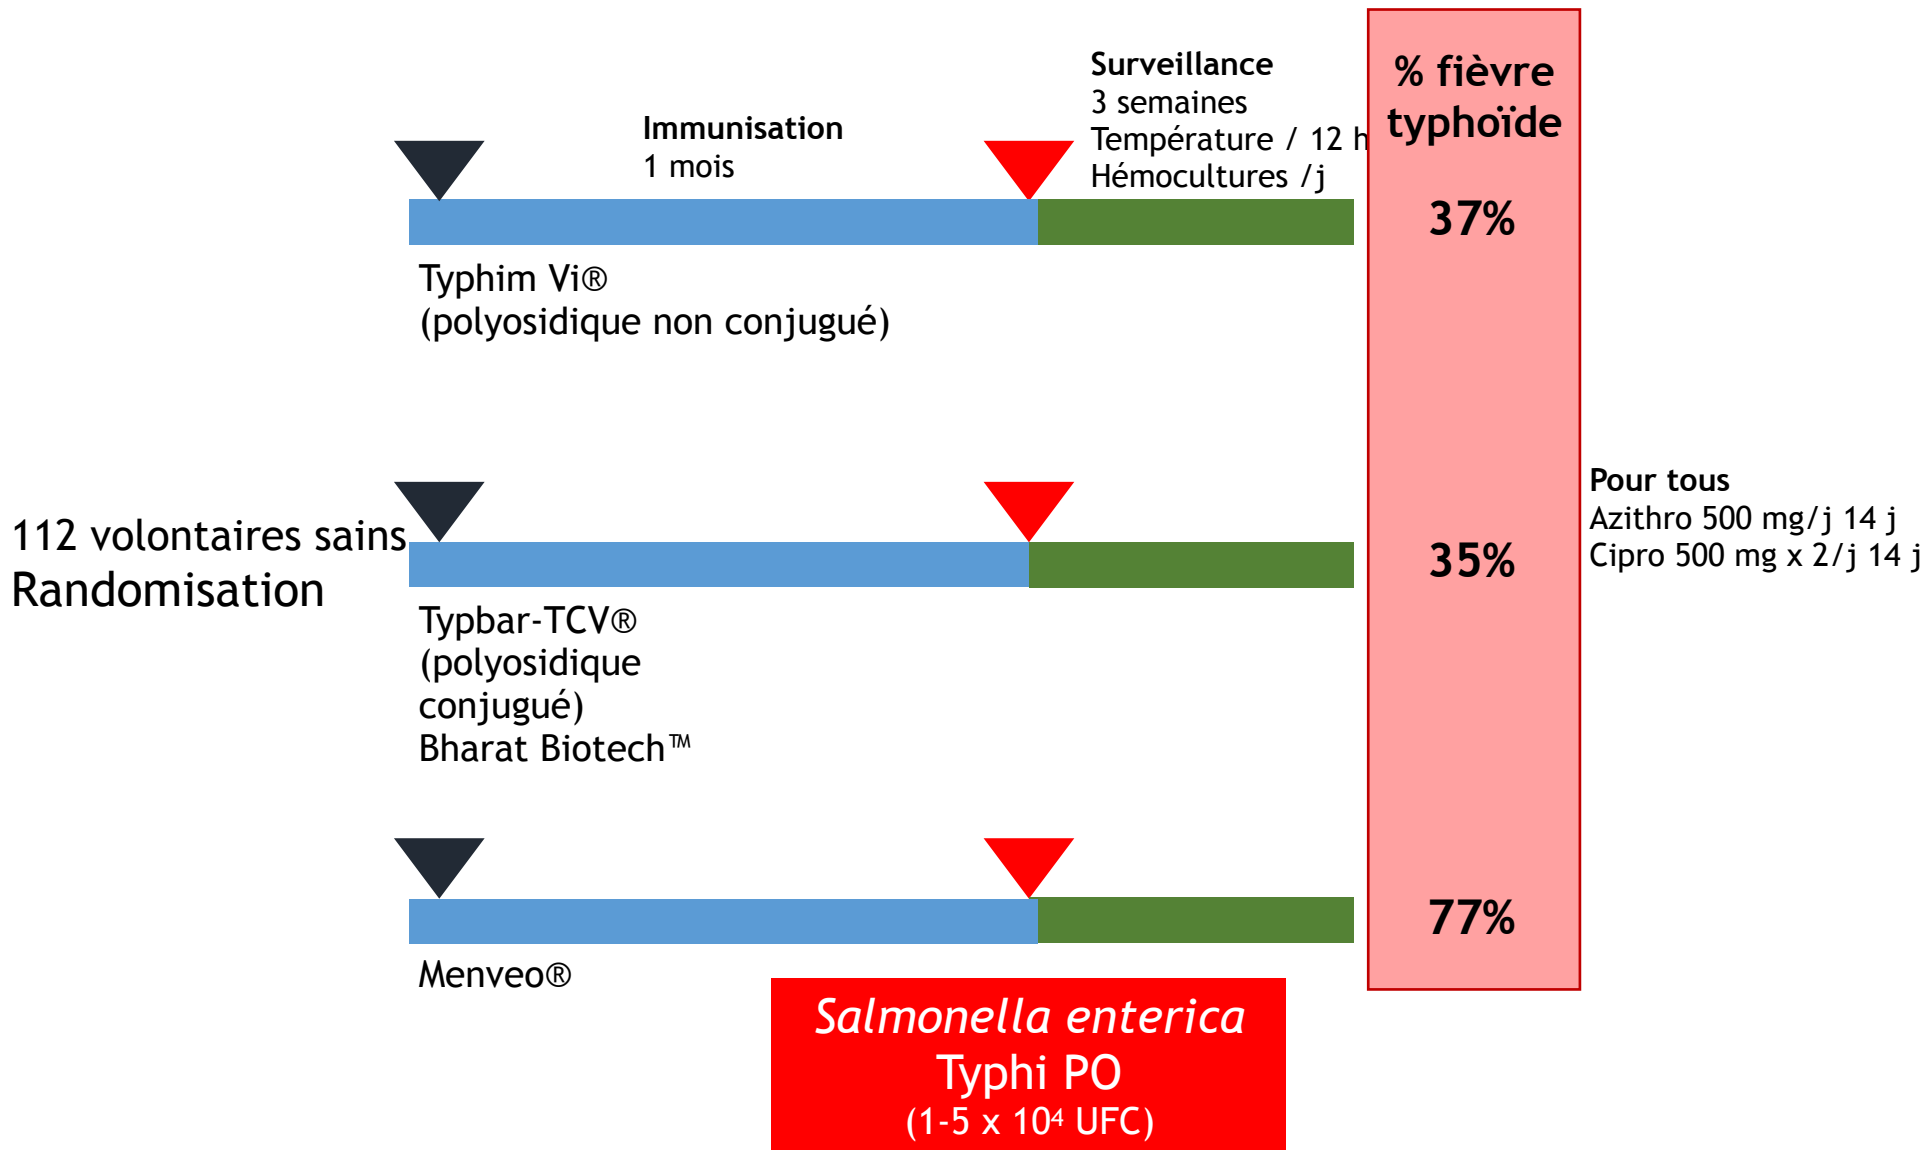 112 volontaires sains
Randomisation
Immunisation
1 mois
Surveillance
3 semaines
Température / 12 h
Hémocultures /j
% fièvre
typhoïde
37%
Typhim Vi®
(polyosidique non conjugué)
35%
Typbar-TCV®
(polyosidique
conjugué)
Bharat Biotech™
77%
Menveo®
Salmonella enterica
Typhi PO
(1-5 x 10⁴ UFC)
Pour tous
Azithro 500 mg/j 14 j
Cipro 500 mg x 2/j 14 j